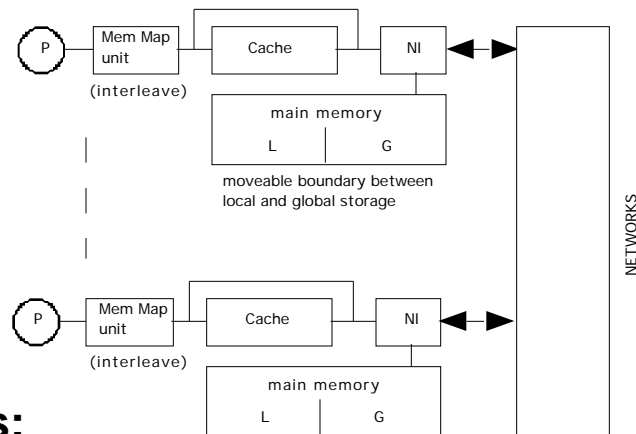 P
Mem Map
unit
Cache
NI
(interleave)
main memory
L
G
moveable boundary between
local and global storage
NETWORKS
P
Mem Map
unit
Cache
NI
(interleave)
main memory
L
G
s: